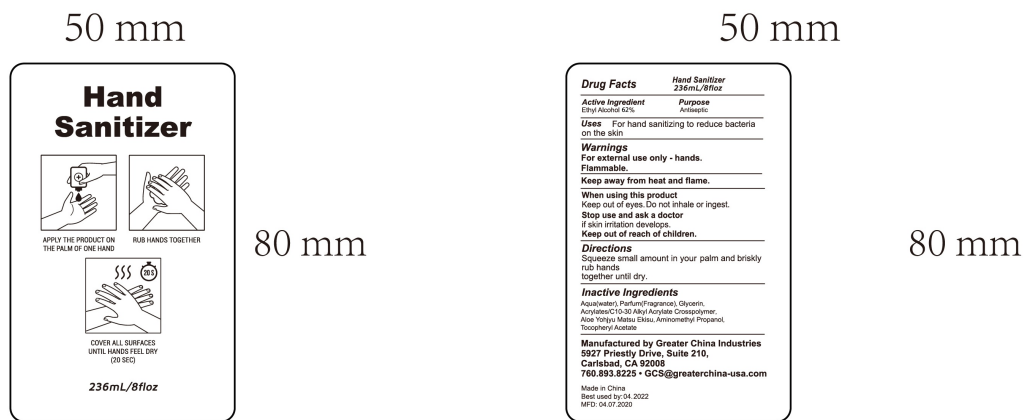 50 mm
Hand
Sanitizer
APPLY THE PRODUCT ON
THE PALM OF ONE HAND
RUB HANDS TOGETHER
20 S
COVER ALL SURFACES
UNTIL HANDS FEEL DRY
(20 SEC)
236mL/8floz
80 mm
50 mm
Drug Facts
Hand Sanitizer
236mL/8floz
Active Ingredient Purpose
Ethyl Alcohol 62% Antiseptic
Uses For hand sanitizing to reduce bacteria
on the skin
Warnings
For external use only - hands.
Flammable.
Keep away from heat and flame.
When using this product
Keep out of eyes. Do not inhale or ingest.
Stop use and ask a doctor
if skin irritation develops.
Keep out of reach of children.
Directions
Squeeze small amount in your palm and briskly
rub hands
together until dry.
Inactive Ingredients
Aqua(water), Parfum(Fragrance), Glycerin,
Acrylates/C10-30 Alkyl Acrylate Crosspolymer,
Aloe Yohjyu Matsu Ekisu, Aminomethyl Propanol,
Tocopheryl Acetate
Manufactured by Greater China Industries
5927 Priestly Drive, Suite 210,
Carlsbad, CA 92008
760.893.8225 • GCS@greaterchina-usa.com
Made in China
Best used by: 04.2022
MFD: 04.07.2020
80 mm